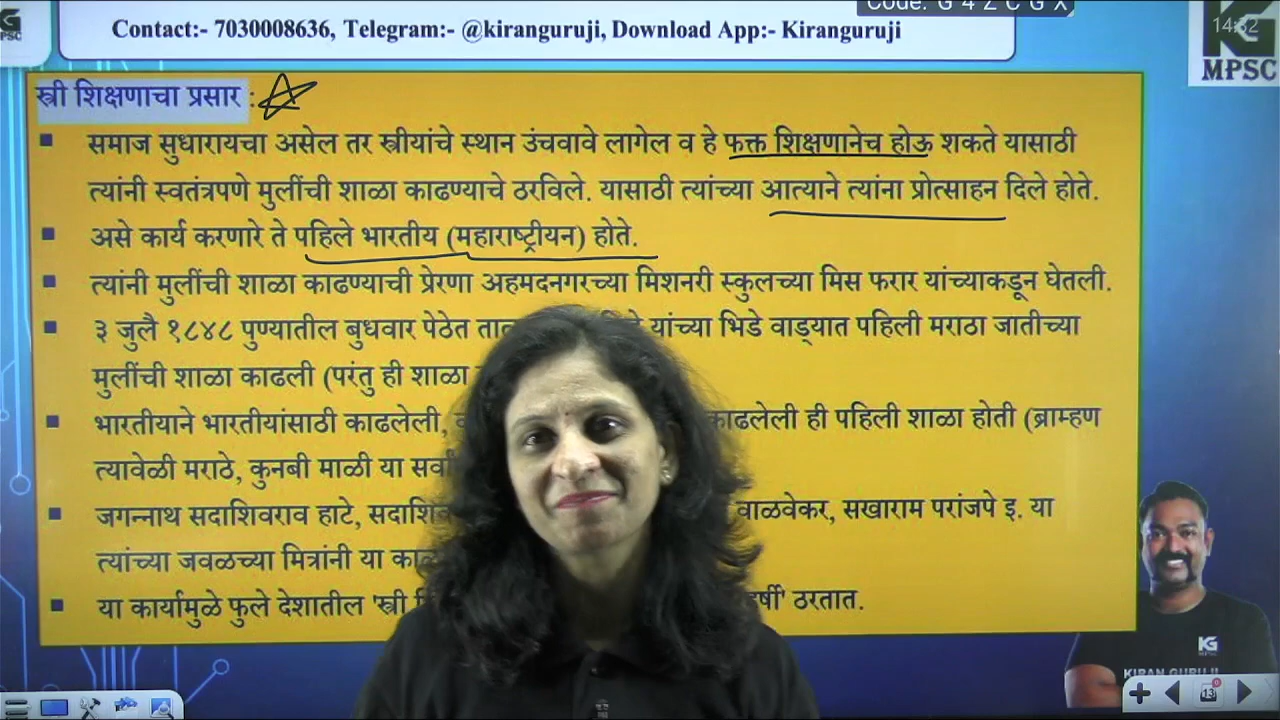 Code: G 4 Z C G X
14:32
Contact:- 7030008636, Telegram:- @kiranguruji, Download App:- Kiranguruji
KG
MPSC
MPSC
स्त्री शिक्षणाचा प्रसार :
समाज सुधारायचा असेल तर स्त्रीयांचे स्थान उंचवावे लागेल व हे फक्त शिक्षणानेच होऊ शकते यासाठी
त्यांनी स्वतंत्रपणे मुलींची शाळा काढण्याचे ठरविले. यासाठी त्यांच्या आत्याने त्यांना प्रोत्साहन दिले होते.
असे कार्य करणारे ते पहिले भारतीय (महाराष्ट्रीयन) होते.
त्यांनी मुलींची शाळा काढण्याची प्रेरणा अहमदनगरच्या मिशनरी स्कुलच्या मिस फरार यांच्याकडून घेतली.
३ जुलै १८४८ पुण्यातील बुधवार पेठेत यांच्या भिडे वाड्यात पहिली मराठा जातीच्या
मुलींची शाळा काढली (परंतु ही शाळा
भारतीयाने भारतीयांसाठी काढलेली, काढलेली ही पहिली शाळा होती (ब्राम्हण
त्यावेळी मराठे, कुनबी माळी या
जगन्नाथ सदाशिवराव हाटे, वाळवेकर, सखाराम परांजपे इ. या
त्यांच्या जवळच्या मित्रांनी या
या कार्यामुळे फुले देशातील 'स्त्री ठरतात.
KG
KIRAN GURUJI
13